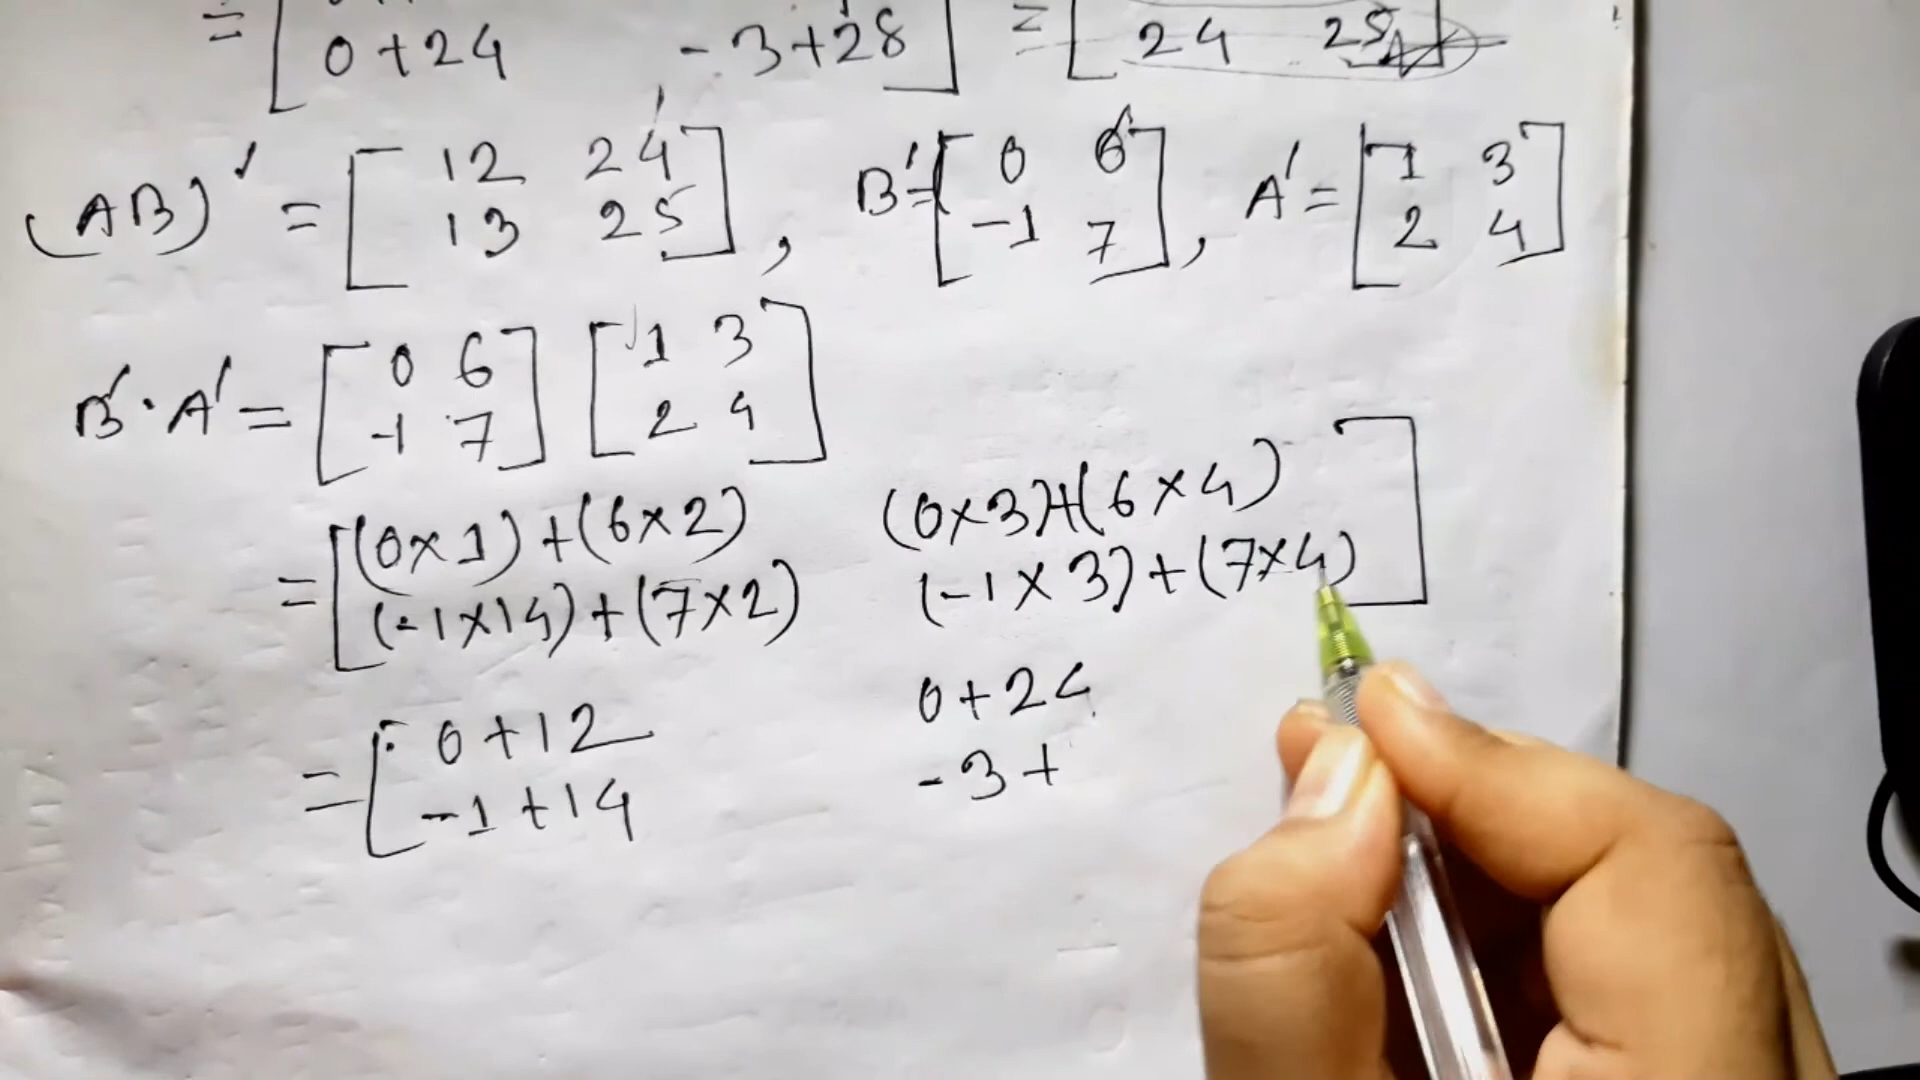 = [ 0+24 -3+28 ] = [ 24 25 ]
(AB)' = [ 12 24
13 25 ] , B' = [ 0 6
-1 7 ] , A' = [ 1 3
2 4 ]
B'·A' = [ 0 6
-1 7 ] [ 1 3
2 4 ]
= [ (0×1)+(6×2) (0×3)+(6×4)
(-1×14)+(7×2) (-1×3)+(7×4) ]
= [ 0+12 0+24
-1+14 -3+